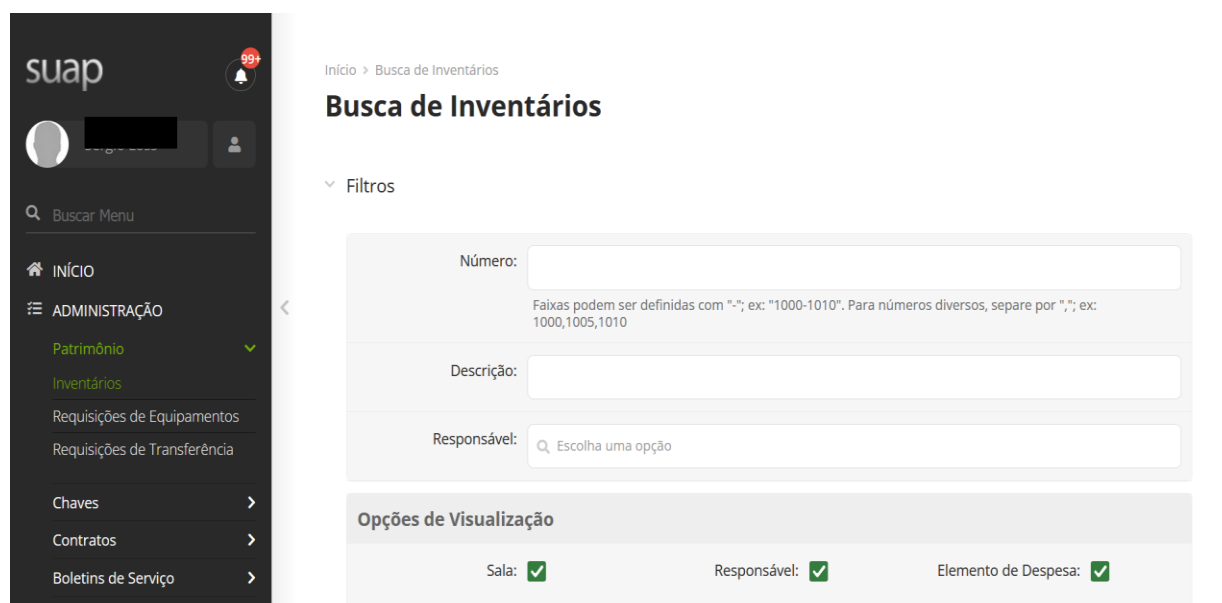 suap
99+
Buscar Menu
INÍCIO
ADMINISTRAÇÃO
Patrimônio
Inventários
Requisições de Equipamentos
Requisições de Transferência
Chaves
Contratos
Boletins de Serviço
Início > Busca de Inventários
Busca de Inventários
Filtros
Número:
Faixas podem ser definidas com "-"; ex: "1000-1010". Para números diversos, separe por ","; ex:
1000,1005,1010
Descrição:
Responsável: Escolha uma opção
Opções de Visualização
Sala: Responsável: Elemento de Despesa: